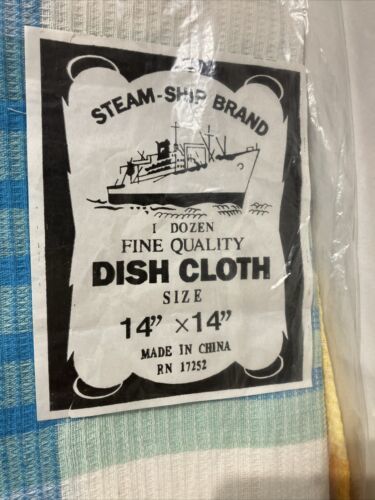 STEAM-SHIP BRAND
1 DOZEN
FINE QUALITY
DISH CLOTH
SIZE
14" ×14"
MADE IN CHINA
RN 17252